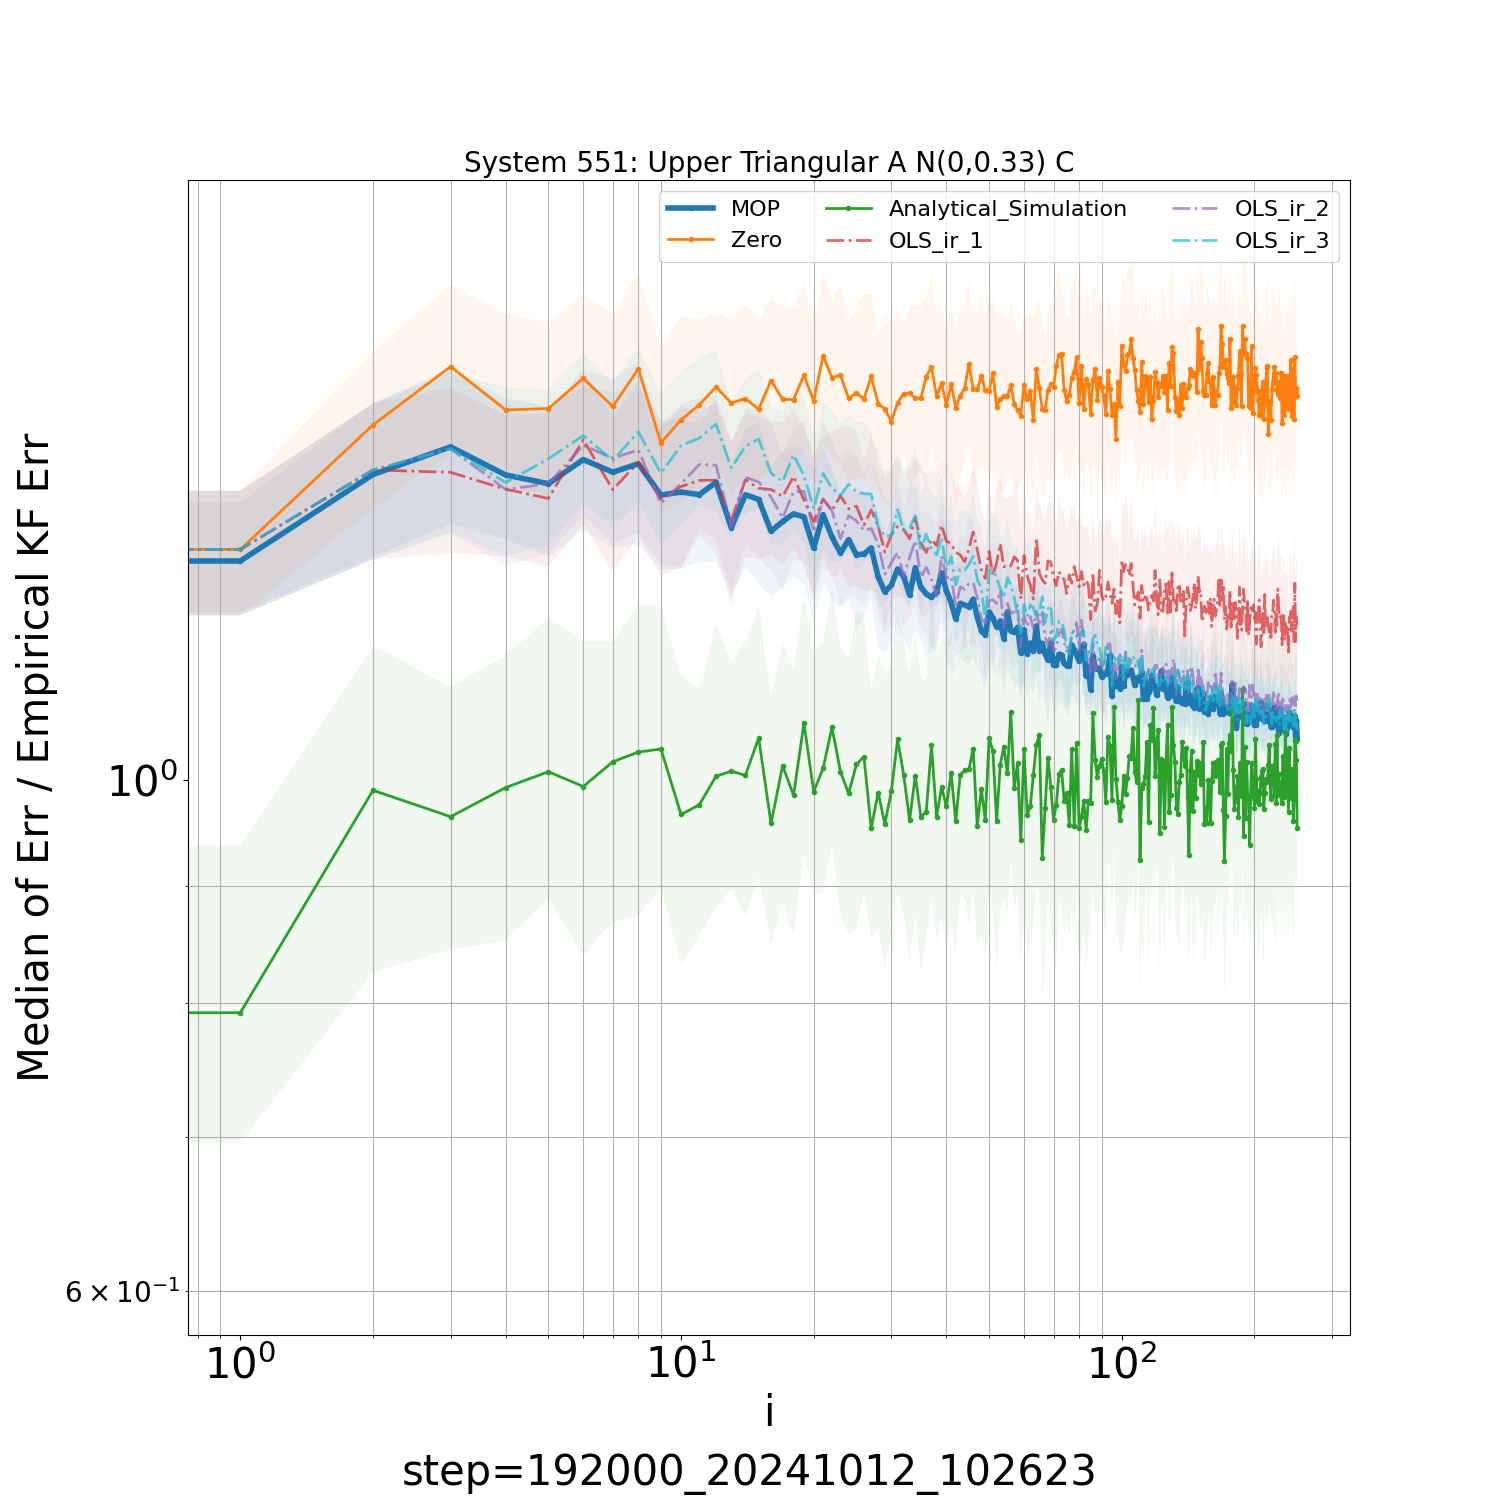 System 551: Upper Triangular A N(0,0.33) C
MOP
Zero
Analytical_Simulation
OLS_ir_1
OLS_ir_2
OLS_ir_3
Median of Err / Empirical KF Err
10⁰
6 × 10⁻¹
10⁰
10¹
10²
i
step=192000_20241012_102623